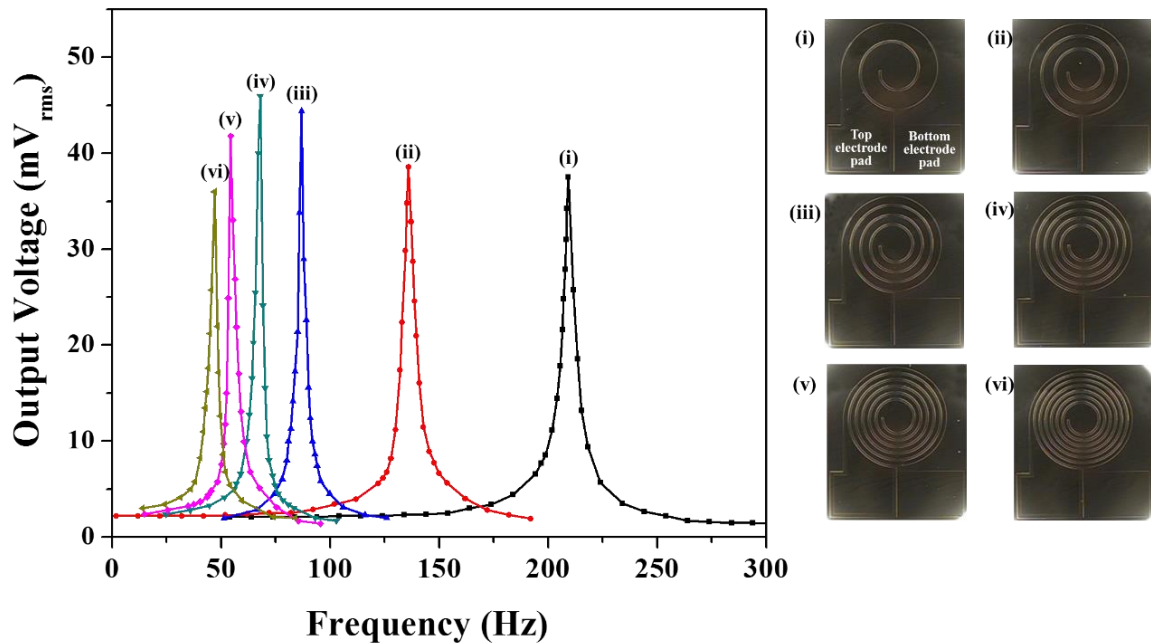 Output Voltage (mVrms)
50
40
30
20
10
0
(vi)
(v)
(iv)
(iii)
(ii)
(i)
0 50 100 150 200 250 300
Frequency (Hz)
(i)
(ii)
Top
electrode
pad
Bottom
electrode
pad
(iii)
(iv)
(v)
(vi)